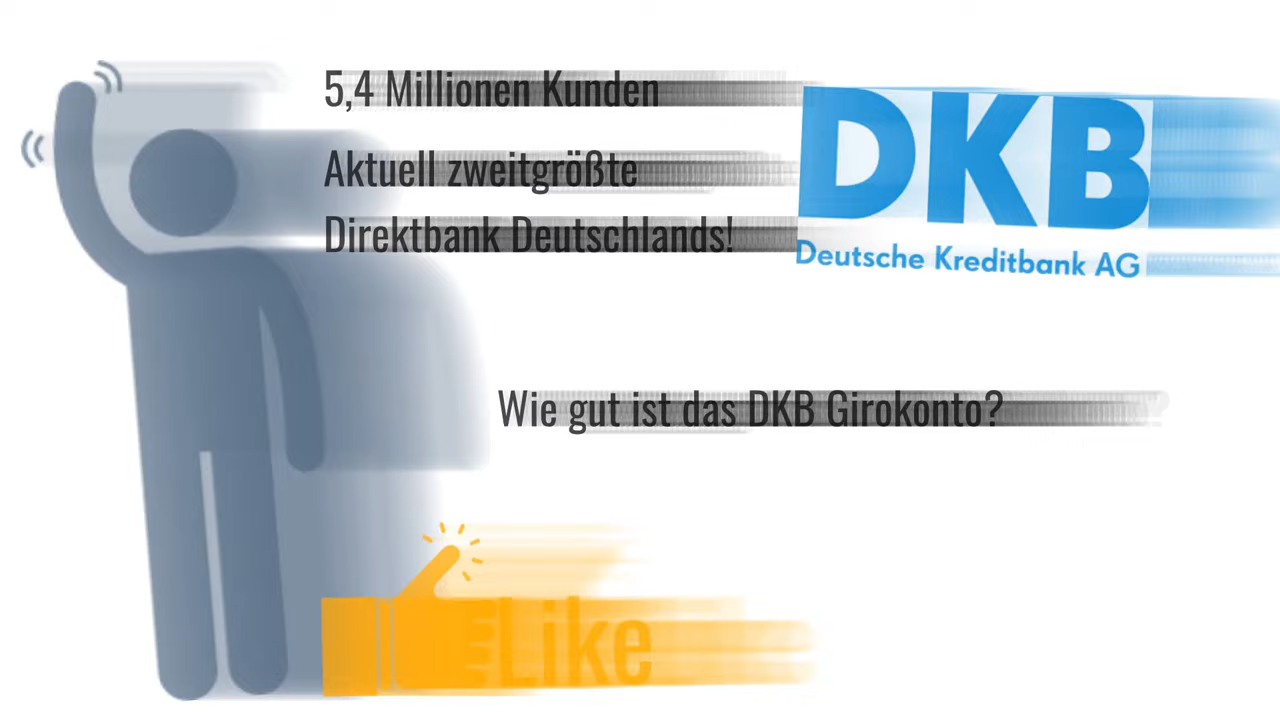 5,4 Millionen Kunden
Aktuell zweitgrößte
Direktbank Deutschlands!
DKB
Deutsche Kreditbank AG
Wie gut ist das DKB Girokonto?
Like